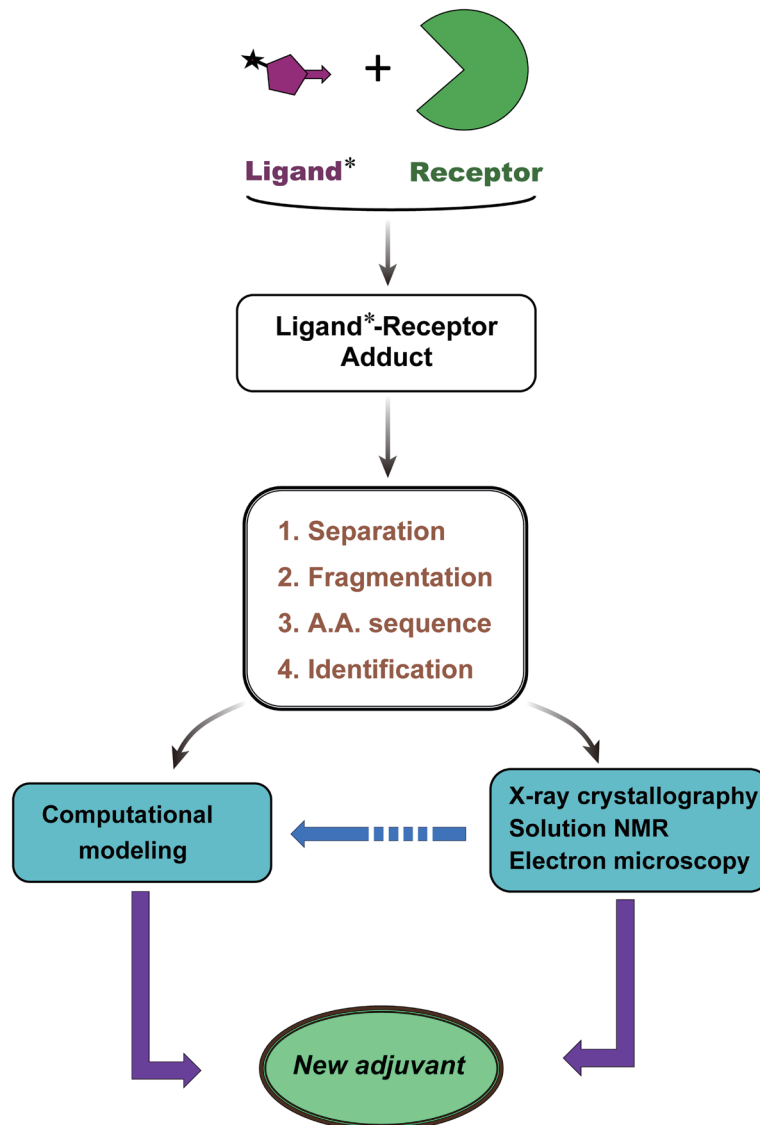 +
Ligand* Receptor
Ligand*-Receptor
Adduct
1. Separation
2. Fragmentation
3. A.A. sequence
4. Identification
Computational
modeling
X-ray crystallography
Solution NMR
Electron microscopy
New adjuvant